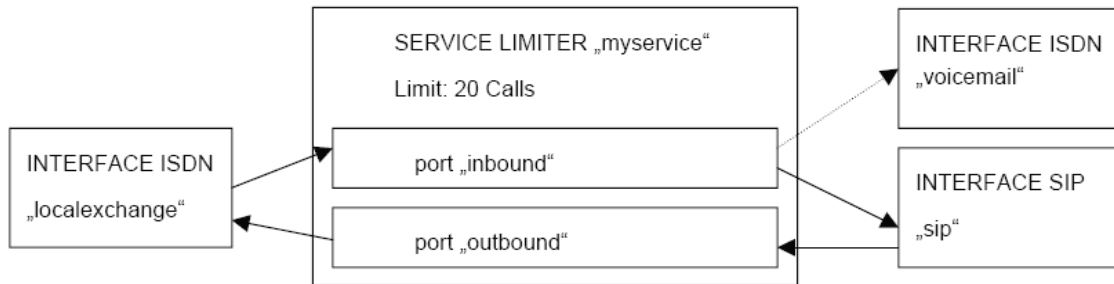 SERVICE LIMITER „myservice“
Limit: 20 Calls
INTERFACE ISDN
„voicemail“
INTERFACE ISDN
„localexchange“
port „inbound“
port „outbound“
INTERFACE SIP
„sip“